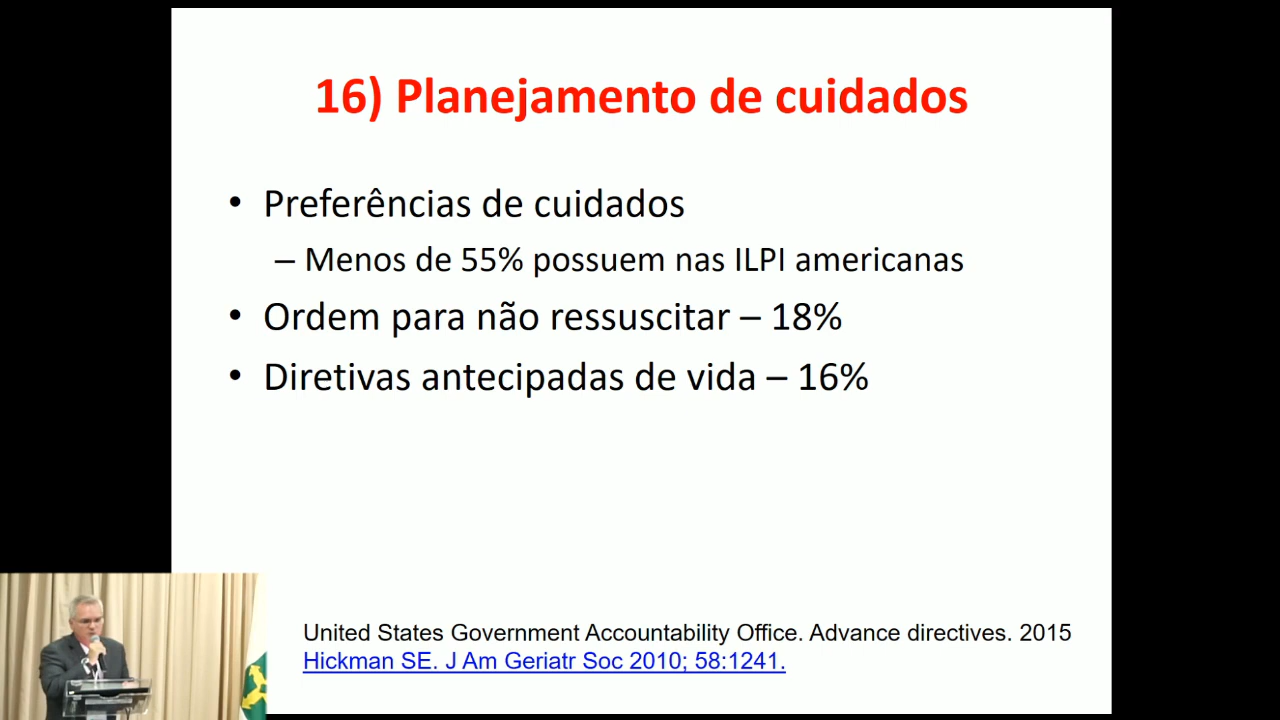 16) Planejamento de cuidados
• Preferências de cuidados
– Menos de 55% possuem nas ILPI americanas
• Ordem para não ressuscitar – 18%
• Diretivas antecipadas de vida – 16%
United States Government Accountability Office. Advance directives. 2015
Hickman SE. J Am Geriatr Soc 2010; 58:1241.